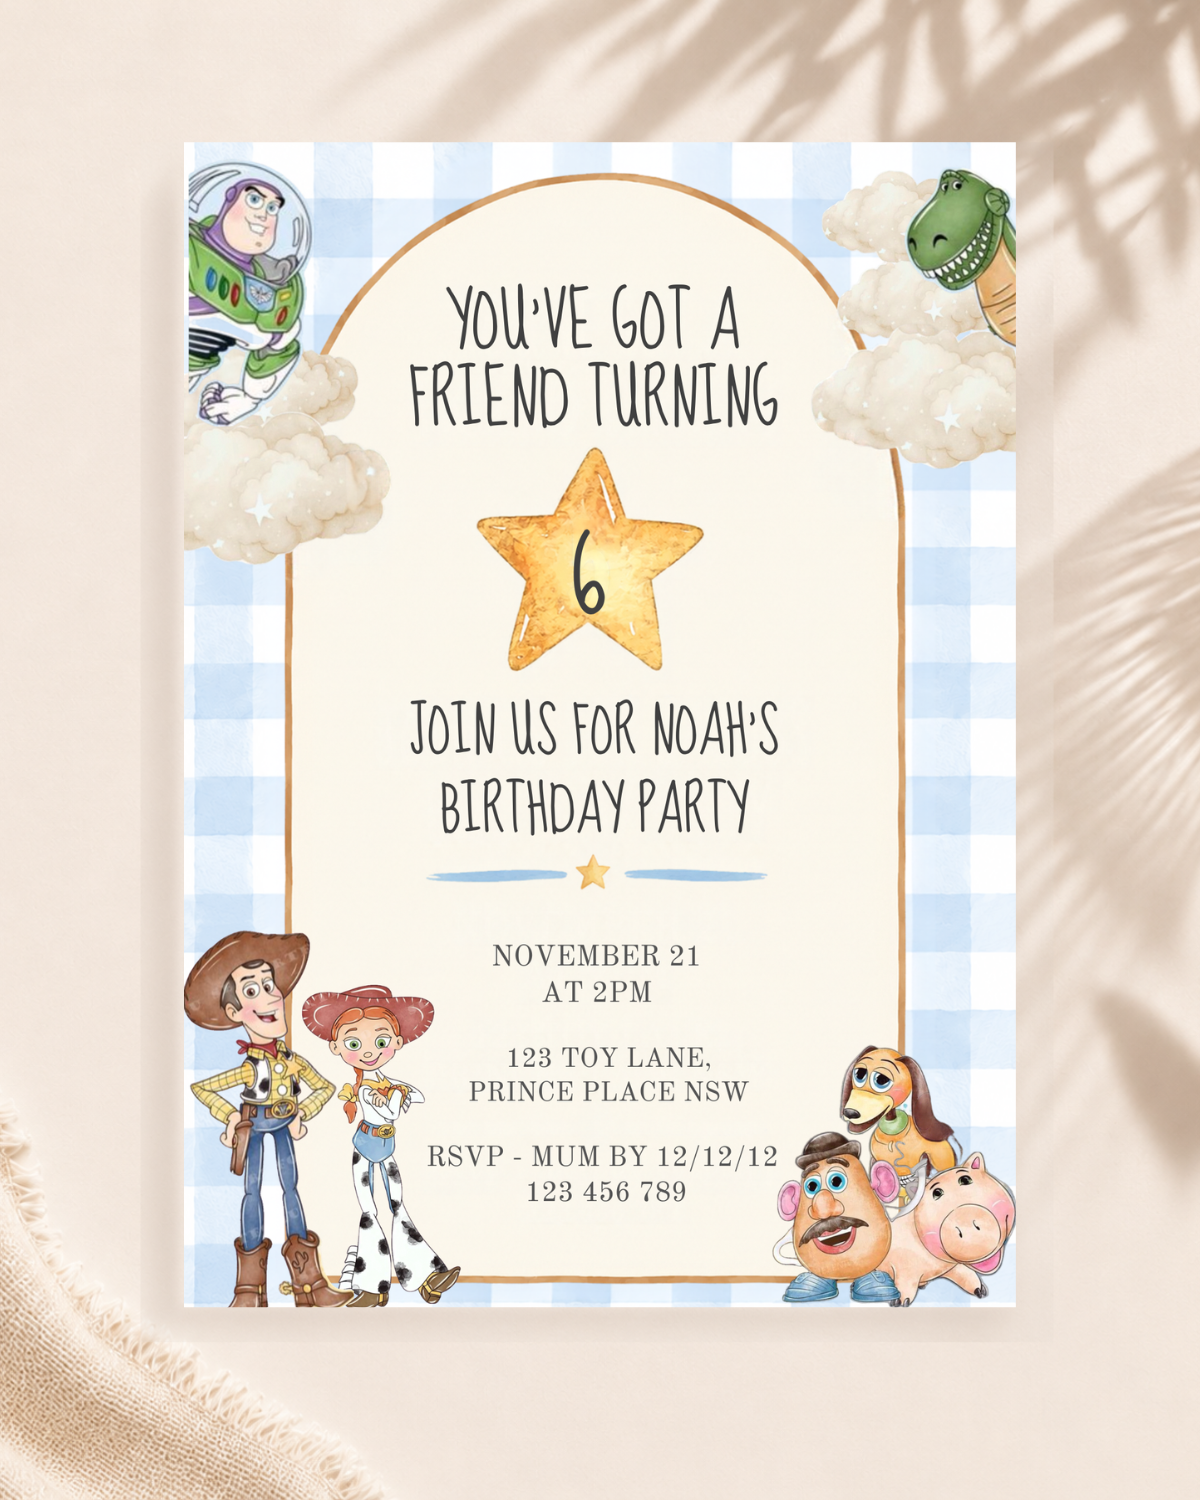 YOU'VE GOT A
FRIEND TURNING
6
JOIN US FOR NOAH'S
BIRTHDAY PARTY
NOVEMBER 21
AT 2PM
123 TOY LANE,
PRINCE PLACE NSW
RSVP - MUM BY 12/12/12
123 456 789